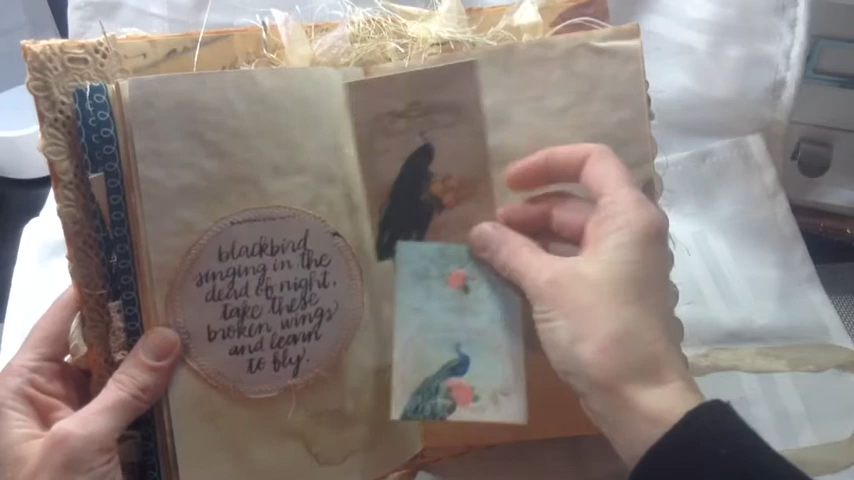 blackbird
singing in the
dead of night,
take these
broken wings
and learn
to fly.